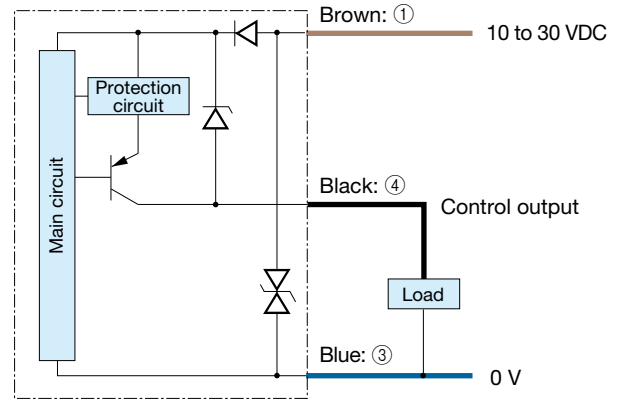 Brown: ①
10 to 30 VDC
Protection
circuit
Main circuit
Black: ④
Control output
Load
Blue: ③
0 V